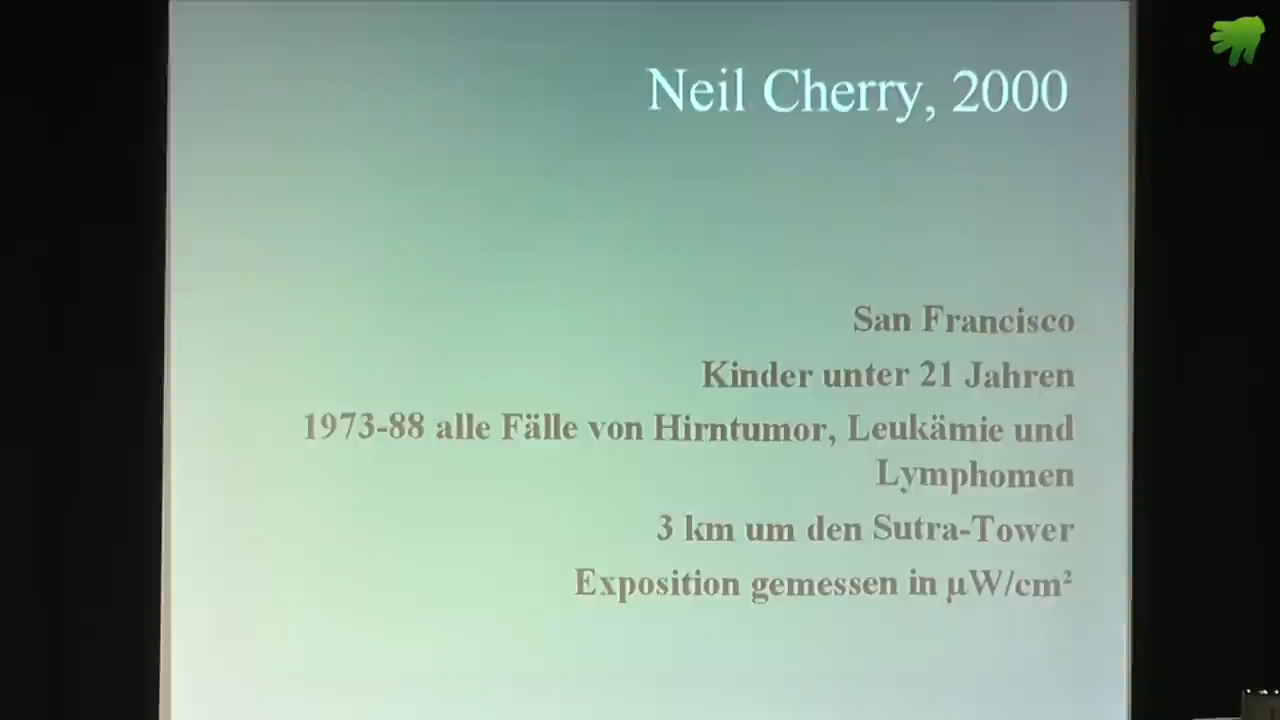 Neil Cherry, 2000
San Francisco
Kinder unter 21 Jahren
1973-88 alle Fälle von Hirntumor, Leukämie und
Lymphomen
3 km um den Sutra-Tower
Exposition gemessen in µW/cm²